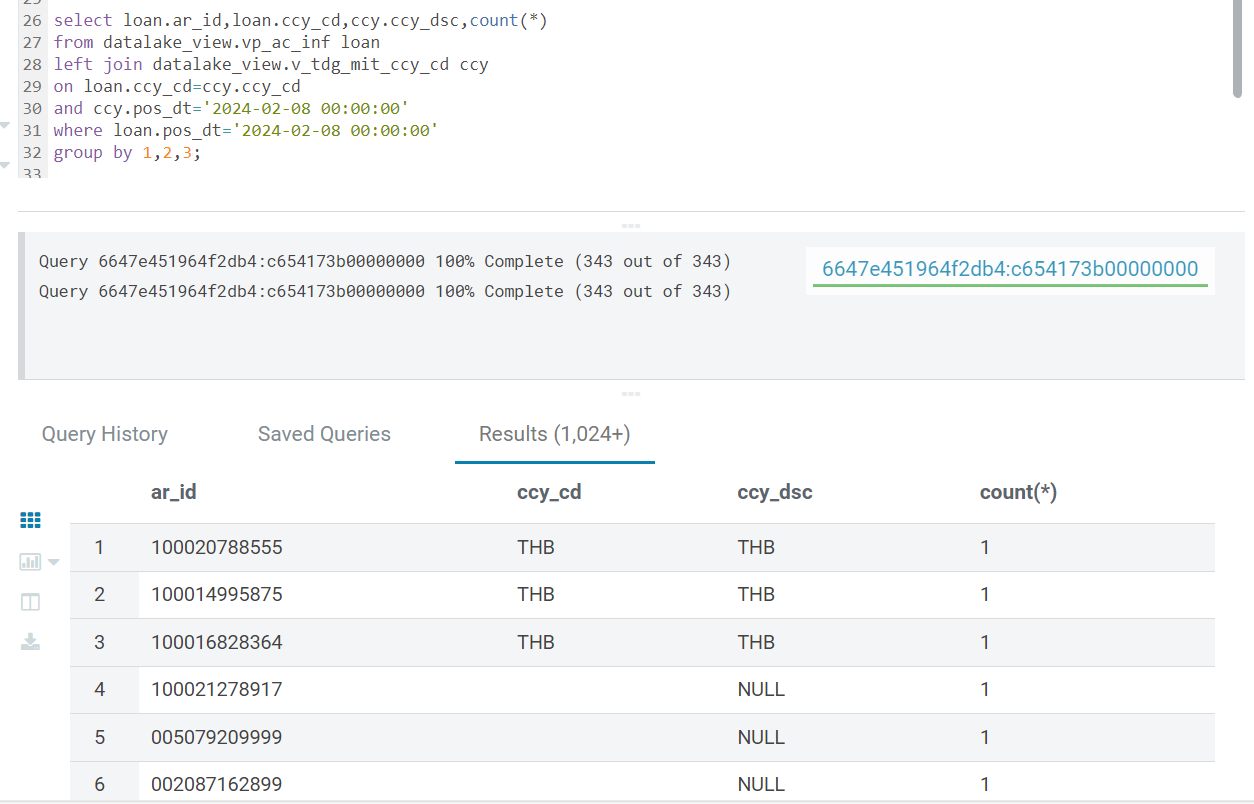 26 select loan.ar_id,loan.ccy_cd,ccy.ccy_dsc,count(*)
27 from datalake_view.vp_ac_inf loan
28 left join datalake_view.v_tdg_mit_ccy_cd ccy
29 on loan.ccy_cd=ccy.ccy_cd
30 and ccy.pos_dt='2024-02-08 00:00:00'
31 where loan.pos_dt='2024-02-08 00:00:00'
32 group by 1,2,3;
33
Query 6647e451964f2db4:c654173b00000000 100% Complete (343 out of 343)
6647e451964f2db4:c654173b00000000
Query 6647e451964f2db4:c654173b00000000 100% Complete (343 out of 343)
Query History Saved Queries Results (1,024+)
ar_id ccy_cd ccy_dsc count(*)
1 100020788555 THB THB 1
2 100014995875 THB THB 1
3 100016828364 THB THB 1
4 100021278917 NULL 1
5 005079209999 NULL 1
6 002087162899 NULL 1